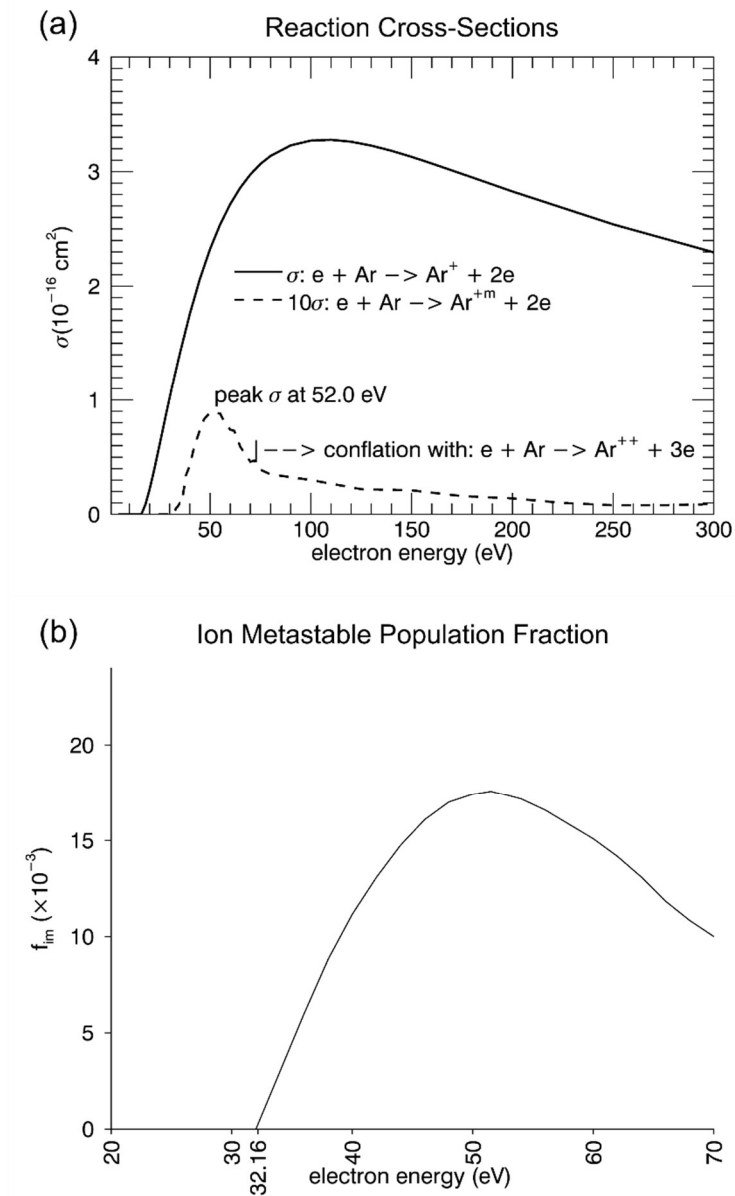 (a) Reaction Cross-Sections
4
3
2
1
0
σ(10⁻¹⁶ cm²)
σ: e + Ar −> Ar⁺ + 2e
10σ: e + Ar −> Ar⁺ᵐ + 2e
peak σ at 52.0 eV
−−> conflation with: e + Ar −> Ar⁺⁺ + 3e
50 100 150 200 250 300
electron energy (eV)
(b) Ion Metastable Population Fraction
20
15
10
5
0
fᵢₘ (×10⁻³)
20 30 32.16 40 50 60 70
electron energy (eV)